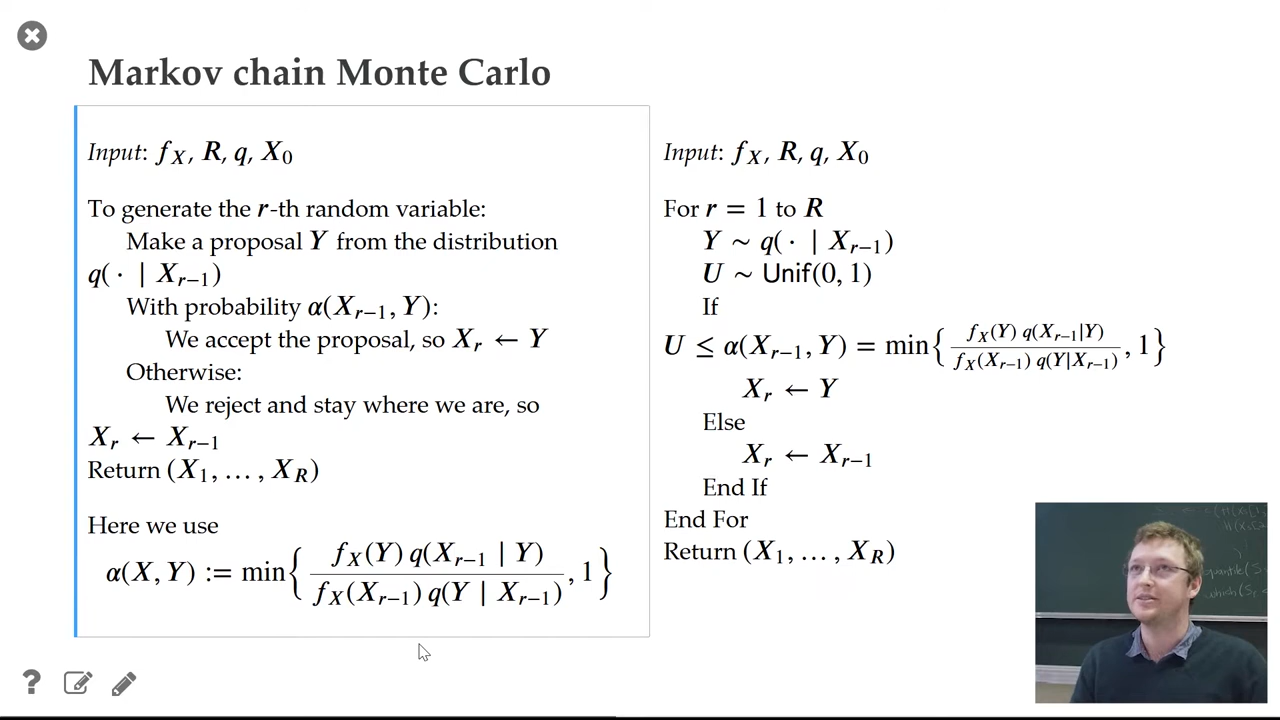 Markov chain Monte Carlo
Input: f_X, R, q, X_0
To generate the r-th random variable:
Make a proposal Y from the distribution
q( · | X_{r−1})
With probability α(X_{r−1}, Y):
We accept the proposal, so X_r ← Y
Otherwise:
We reject and stay where we are, so
X_r ← X_{r−1}
Return (X_1, … , X_R)
Here we use
α(X, Y) := min{ f_X(Y) q(X_{r−1} | Y) / f_X(X_{r−1}) q(Y | X_{r−1}) , 1}
Input: f_X, R, q, X_0
For r = 1 to R
Y ∼ q( · | X_{r−1})
U ∼ Unif(0, 1)
If
U ≤ α(X_{r−1}, Y) = min{ f_X(Y) q(X_{r−1}|Y) / f_X(X_{r−1}) q(Y|X_{r−1}) , 1}
X_r ← Y
Else
X_r ← X_{r−1}
End If
End For
Return (X_1, … , X_R)
quantile(S
which(S
?